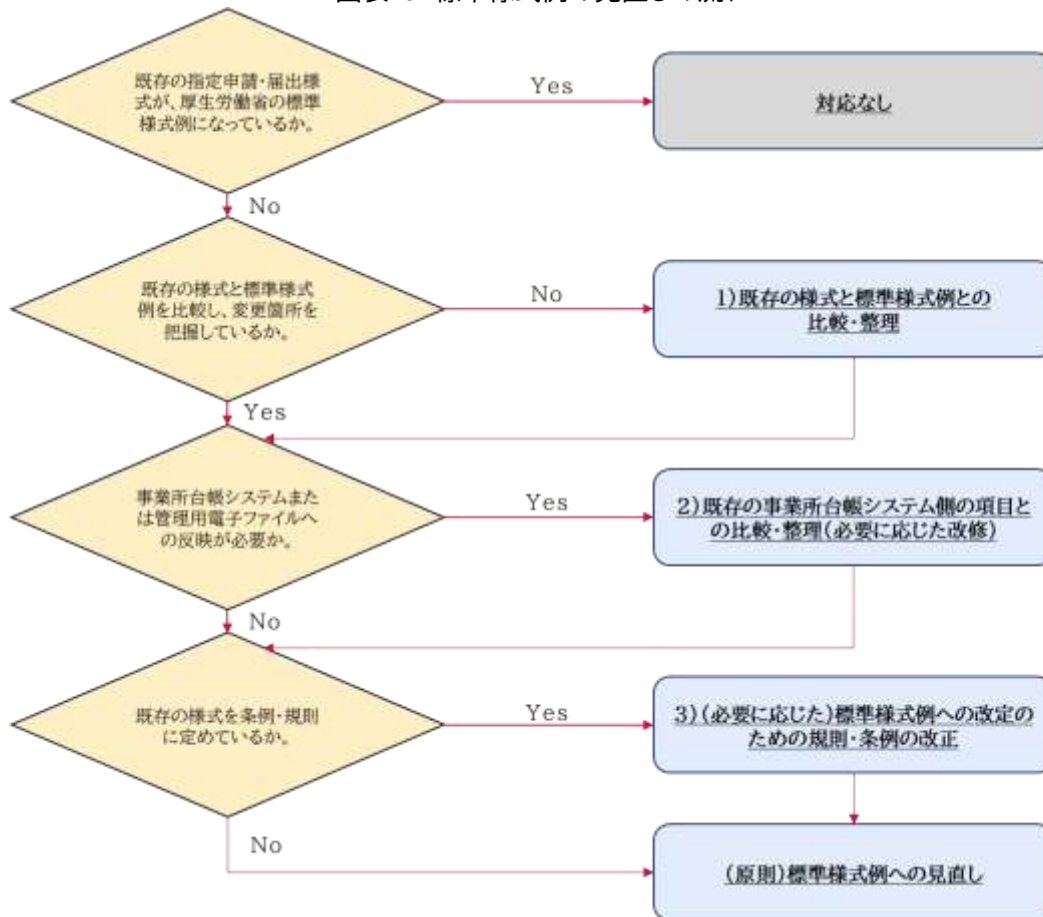 既存の指定申請・届出様
式が、厚生労働省の標準
様式例になっているか。
Yes
対応なし
No
既存の様式と標準様式
例を比較し、変更箇所を
把握しているか。
No
1)既存の様式と標準様式例との
比較・整理
Yes
事業所台帳システムまた
は管理用電子ファイルへ
の反映が必要か。
Yes
2)既存の事業所台帳システム側の項目と
の比較・整理(必要に応じた改修)
No
既存の様式を条例・規則
に定めているか。
Yes
3)(必要に応じた)標準様式例への改定の
ための規則・条例の改正
No
(原則)標準様式例への見直し